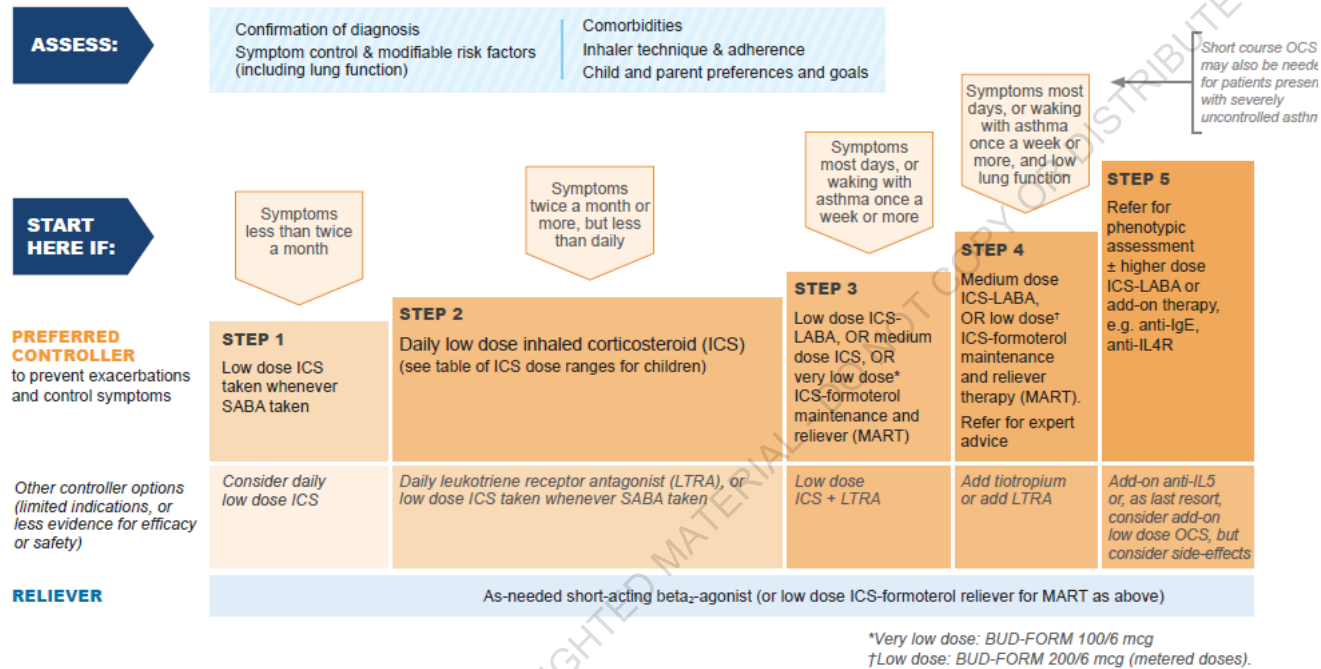 ASSESS:
Confirmation of diagnosis
Symptom control & modifiable risk factors
(including lung function)
Comorbidities
Inhaler technique & adherence
Child and parent preferences and goals
Short course OCS
may also be neede
for patients presen
with severely
uncontrolled asthm
START
HERE IF:
Symptoms
less than twice
a month
Symptoms
twice a month or
more, but less
than daily
Symptoms
most days, or
waking with
asthma once a
week or more
Symptoms most
days, or waking
with asthma
once a week or
more, and low
lung function
PREFERRED
CONTROLLER
to prevent exacerbations
and control symptoms
STEP 1
Low dose ICS
taken whenever
SABA taken
STEP 2
Daily low dose inhaled corticosteroid (ICS)
(see table of ICS dose ranges for children)
STEP 3
Low dose ICS-
LABA, OR medium
dose ICS, OR
very low dose*
ICS-formoterol
maintenance and
reliever (MART)
STEP 4
Medium dose
ICS-LABA,
OR low dose†
ICS-formoterol
maintenance
and reliever
therapy (MART).
Refer for expert
advice
STEP 5
Refer for
phenotypic
assessment
± higher dose
ICS-LABA or
add-on therapy,
e.g. anti-IgE,
anti-IL4R
Other controller options
(limited indications, or
less evidence for efficacy
or safety)
Consider daily
low dose ICS
Daily leukotriene receptor antagonist (LTRA), or
low dose ICS taken whenever SABA taken
Low dose
ICS + LTRA
Add tiotropium
or add LTRA
Add-on anti-IL5
or, as last resort,
consider add-on
low dose OCS, but
consider side-effects
RELIEVER
As-needed short-acting beta₂-agonist (or low dose ICS-formoterol reliever for MART as above)
*Very low dose: BUD-FORM 100/6 mcg
†Low dose: BUD-FORM 200/6 mcg (metered doses).
IGHTED MATERIAL - DO NOT COPY OR DISTRIBUTE